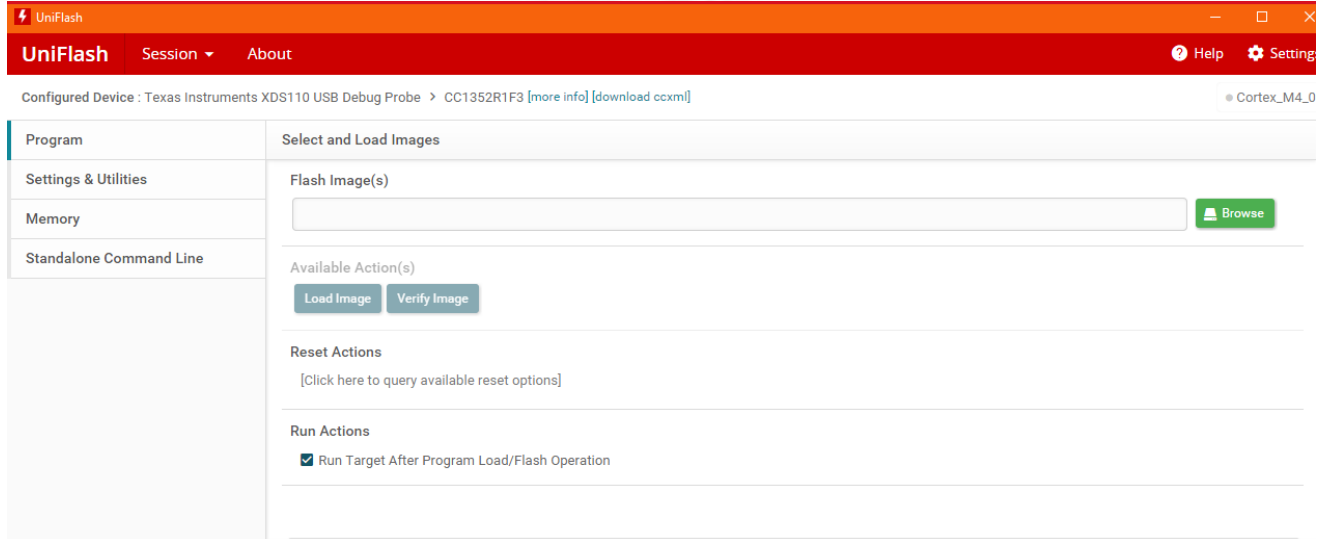 UniFlash
UniFlash Session About Help Settings
Configured Device : Texas Instruments XDS110 USB Debug Probe > CC1352R1F3 [more info] [download ccxml] Cortex_M4_0
Program
Settings & Utilities
Memory
Standalone Command Line
Select and Load Images
Flash Image(s)
Browse
Available Action(s)
Load Image Verify Image
Reset Actions
[Click here to query available reset options]
Run Actions
Run Target After Program Load/Flash Operation